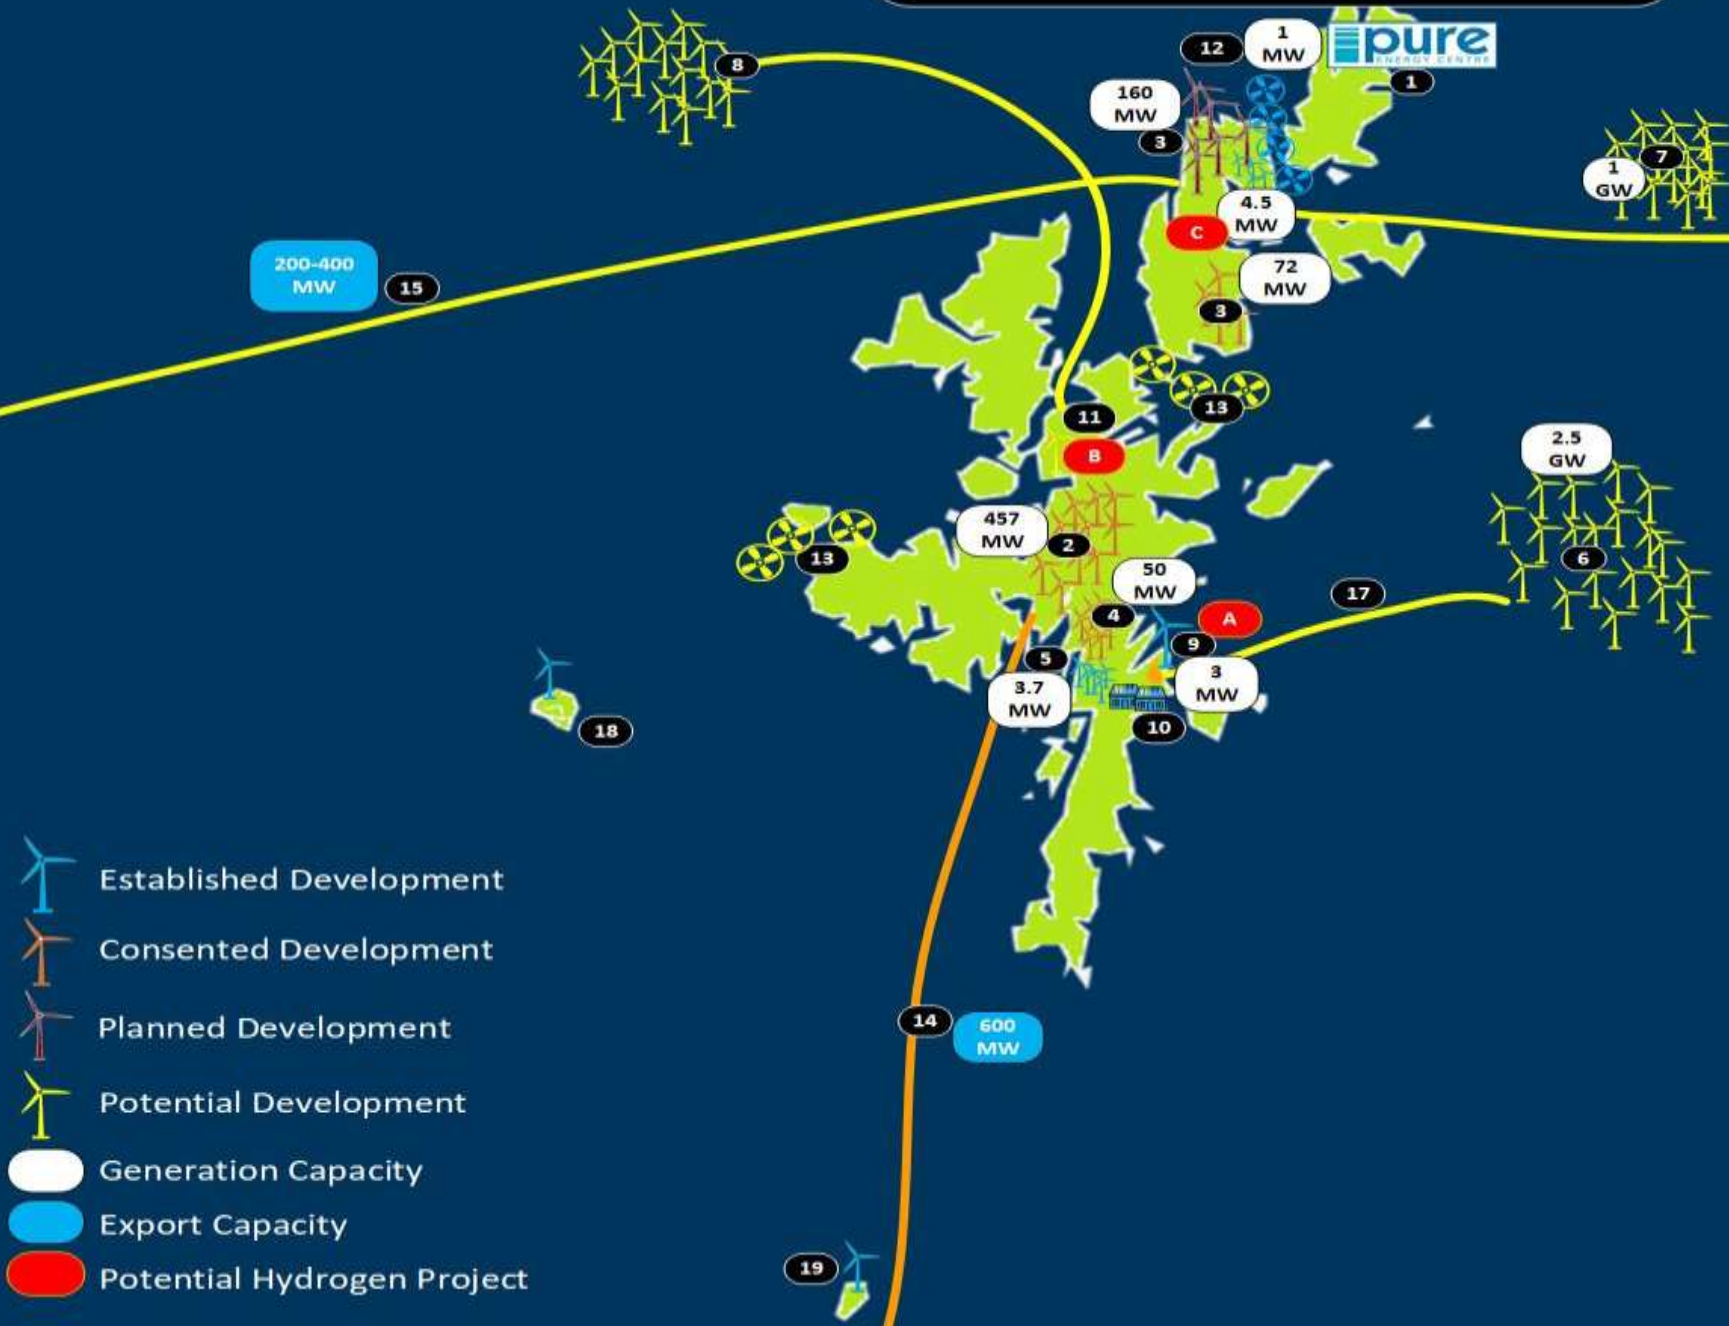 8
12
1
MW
pure
ENERGY CENTRE
1
160
MW
3
7
1
GW
4.5
MW
C
200-400
MW
15
72
MW
3
11
13
B
2.5
GW
457
MW
2
13
6
50
MW
17
4
A
9
5
3
MW
3.7
MW
10
18
Established Development
Consented Development
14
600
MW
Planned Development
Potential Development
Generation Capacity
Export Capacity
19
Potential Hydrogen Project